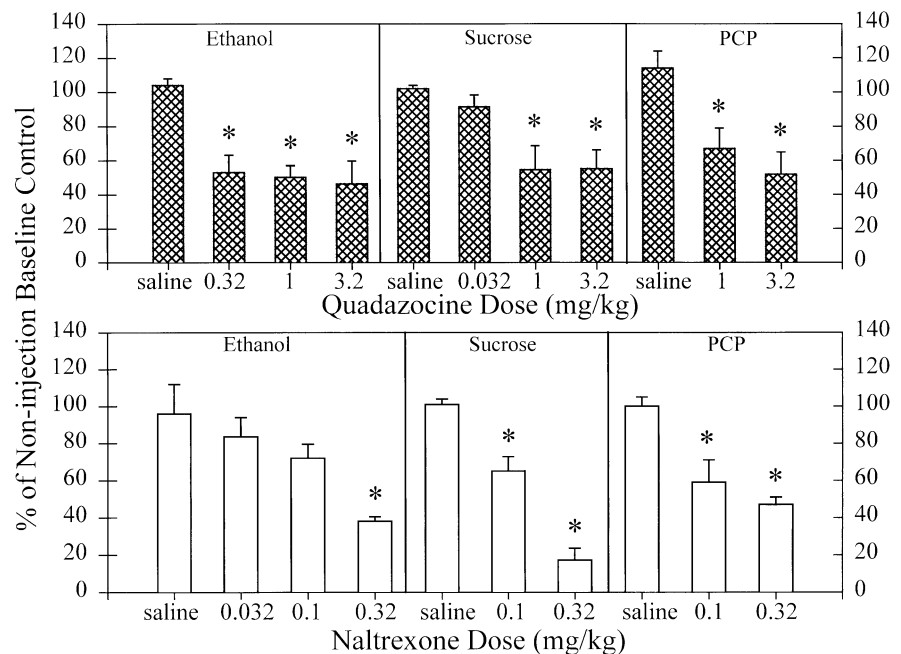 % of Non-injection Baseline Control
140 Ethanol Sucrose PCP 140
120 120
100 100
80 * * * * * * * 80
60 60
40 40
20 20
0 0
saline 0.32 1 3.2 saline 0.032 1 3.2 saline 1 3.2
Quadazocine Dose (mg/kg)
140 Ethanol Sucrose PCP 140
120 120
100 100
80 * * 80
60 * 60
40 * * 40
20 20
0 0
saline 0.032 0.1 0.32 saline 0.1 0.32 saline 0.1 0.32
Naltrexone Dose (mg/kg)